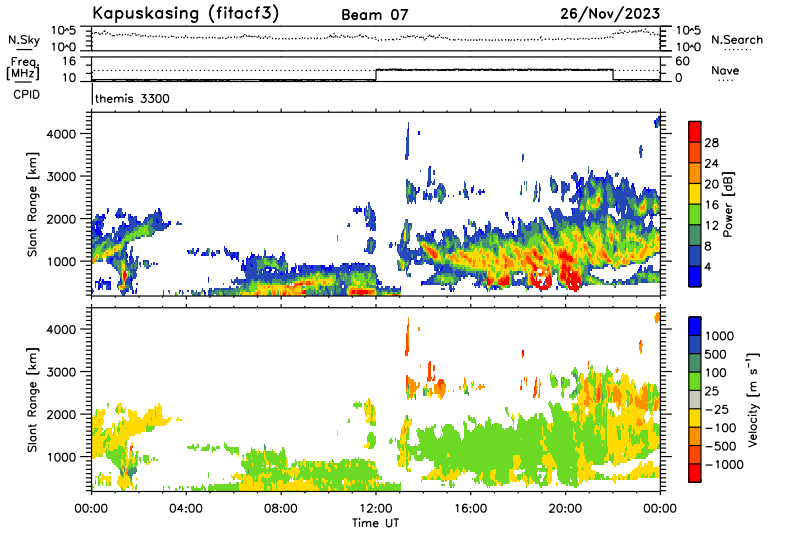 Kapuskasing (fitacf3) Beam 07 26/Nov/2023
N.Sky 10^5 10^0 10^5 10^0 N.Search
Freq. [MHz] 16 10 60 0 Nave
CPID themis 3300
Slant Range [km] 4000 3000 2000 1000
Power [dB] 28 24 20 16 12 8 4
Slant Range [km] 4000 3000 2000 1000
Velocity [m s⁻¹] 1000 500 100 25 −25 −100 −500 −1000
00:00 04:00 08:00 12:00 16:00 20:00 00:00
Time UT